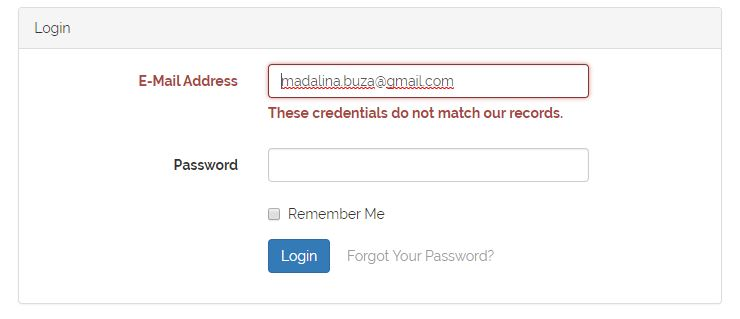 Login
E-Mail Address
madalina.buza@gmail.com
These credentials do not match our records.
Password
Remember Me
Login Forgot Your Password?